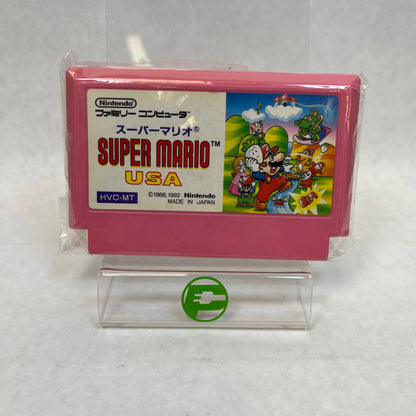 Nintendo
ファミリー コンピュータ
スーパーマリオ®
SUPER MARIO™
USA
HVC-MT
©1988,1992 Nintendo
MADE IN JAPAN